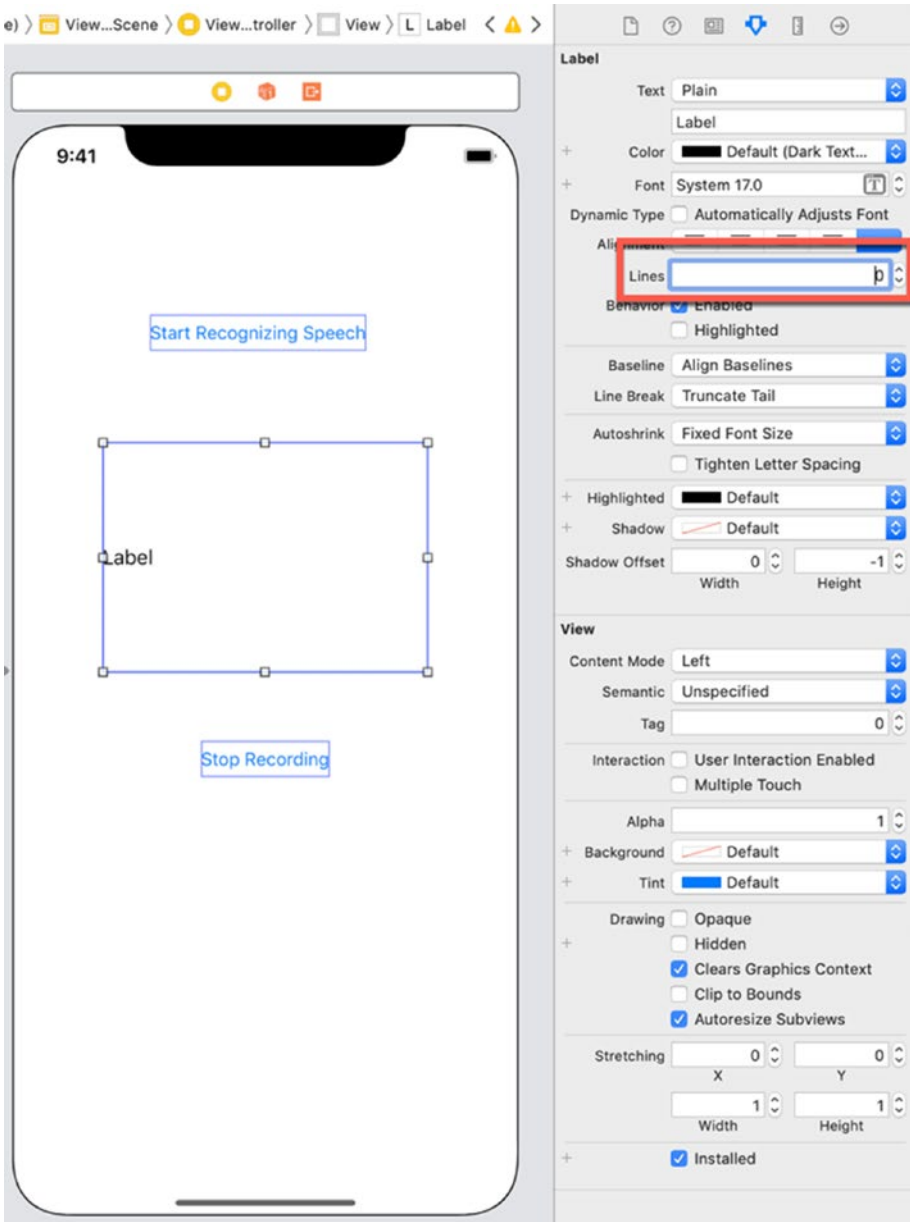 e) 〉 View...Scene 〉 View...troller 〉 View 〉 L Label < ! >
Label
Text Plain
Label
9:41
+ Color Default (Dark Text...
+ Font System 17.0 T
Dynamic Type Automatically Adjusts Font
Alignment
Lines 0
Behavior Enabled
Start Recognizing Speech
Highlighted
Baseline Align Baselines
Line Break Truncate Tail
Autoshrink Fixed Font Size
Tighten Letter Spacing
+ Highlighted Default
+ Shadow Default
Label
Shadow Offset 0 -1
Width Height
View
Content Mode Left
Semantic Unspecified
Tag 0
Stop Recording
Interaction User Interaction Enabled
Multiple Touch
Alpha 1
+ Background Default
+ Tint Default
Drawing Opaque
+ Hidden
Clears Graphics Context
Clip to Bounds
Autoresize Subviews
Stretching 0 0
X Y
1 1
Width Height
+ Installed